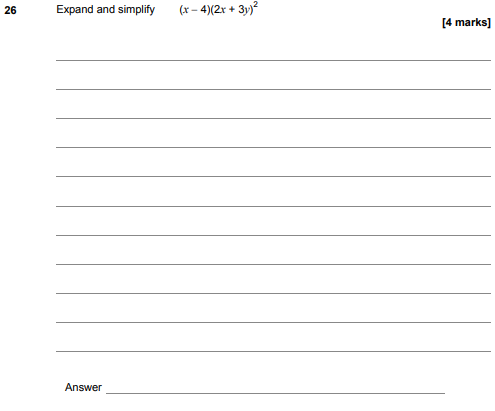 26 Expand and simplify (x – 4)(2x + 3y)²
[4 marks]
Answer